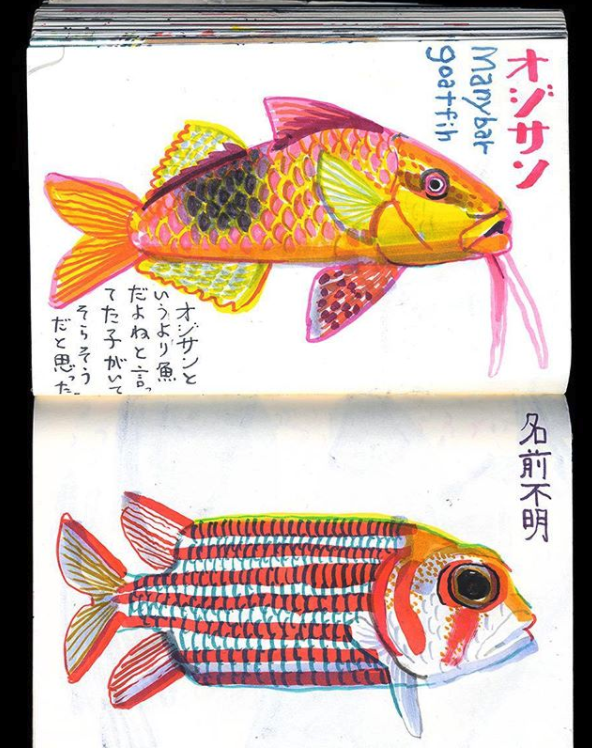 オジサン
Manybar
goatfih
オジサンと
いうより魚
だよねと言っ
てた子がいて
そらそう
だと思った。
名前不明